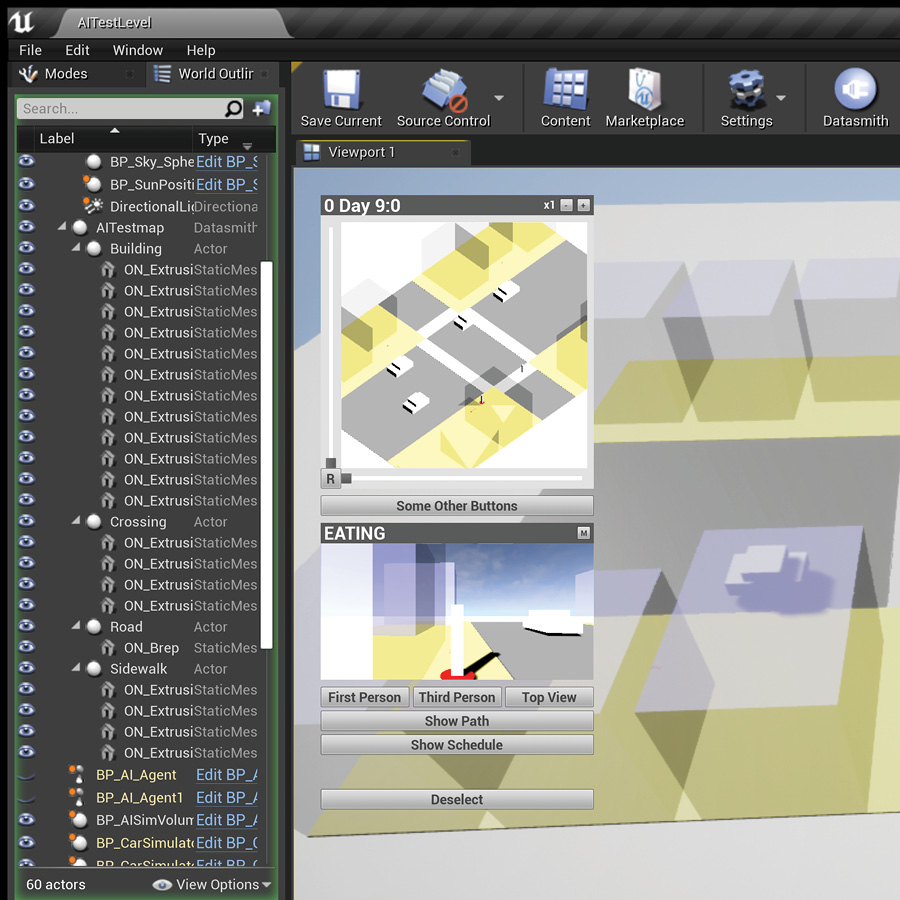 AITestLevel
File Edit Window Help
Modes
World Outlir
Search...
Label Type
BP_Sky_Sphe Edit BP_S
BP_SunPositi Edit BP_S
DirectionalLi Directiona
AITestmap Datasmith
Building Actor
ON_Extrusi StaticMes
ON_Extrusi StaticMes
ON_Extrusi StaticMes
ON_Extrusi StaticMes
ON_Extrusi StaticMes
ON_Extrusi StaticMes
ON_Extrusi StaticMes
ON_Extrusi StaticMes
ON_Extrusi StaticMes
ON_Extrusi StaticMes
ON_Extrusi StaticMes
ON_Extrusi StaticMes
Crossing Actor
ON_Extrusi StaticMes
ON_Extrusi StaticMes
ON_Extrusi StaticMes
ON_Extrusi StaticMes
Road Actor
ON_Brep StaticMes
Sidewalk Actor
ON_Extrusi StaticMes
ON_Extrusi StaticMes
ON_Extrusi StaticMes
ON_Extrusi StaticMes
BP_AI_Agent Edit BP_A
BP_AI_Agent1 Edit BP_A
BP_AISimVolum Edit BP_A
BP_CarSimulato Edit BP_C
BP_CarSimulato Edit BP_C
60 actors View Options
Save Current Source Control Content Marketplace Settings Datasmith
Viewport 1
0 Day 9:0 x1 - +
R
Some Other Buttons
EATING M
First Person Third Person Top View
Show Path
Show Schedule
Deselect